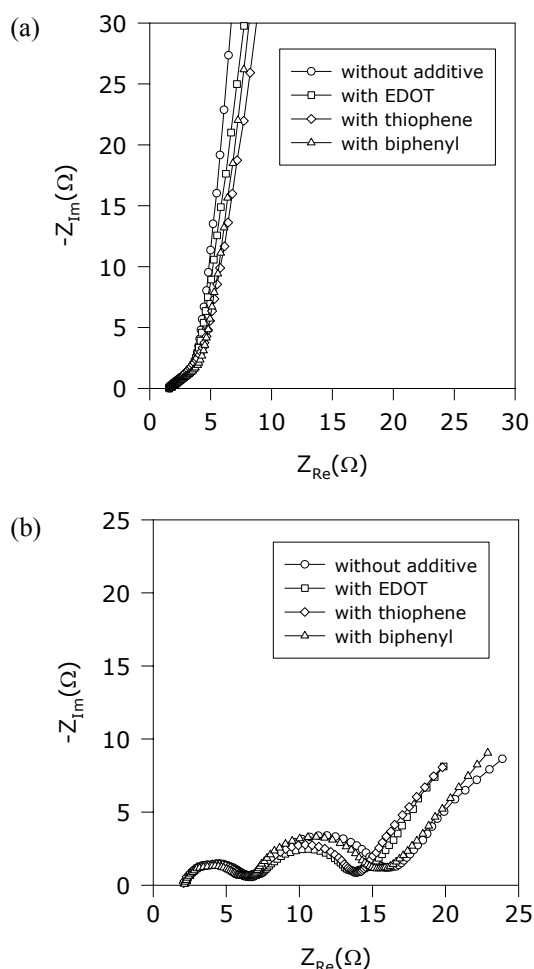 (a)
30
25
20
15
10
5
0
-Z_Im(Ω)
without additive
with EDOT
with thiophene
with biphenyl
0 5 10 15 20 25 30
Z_Re(Ω)
(b)
25
20
15
10
5
0
-Z_Im(Ω)
without additive
with EDOT
with thiophene
with biphenyl
0 5 10 15 20 25
Z_Re(Ω)